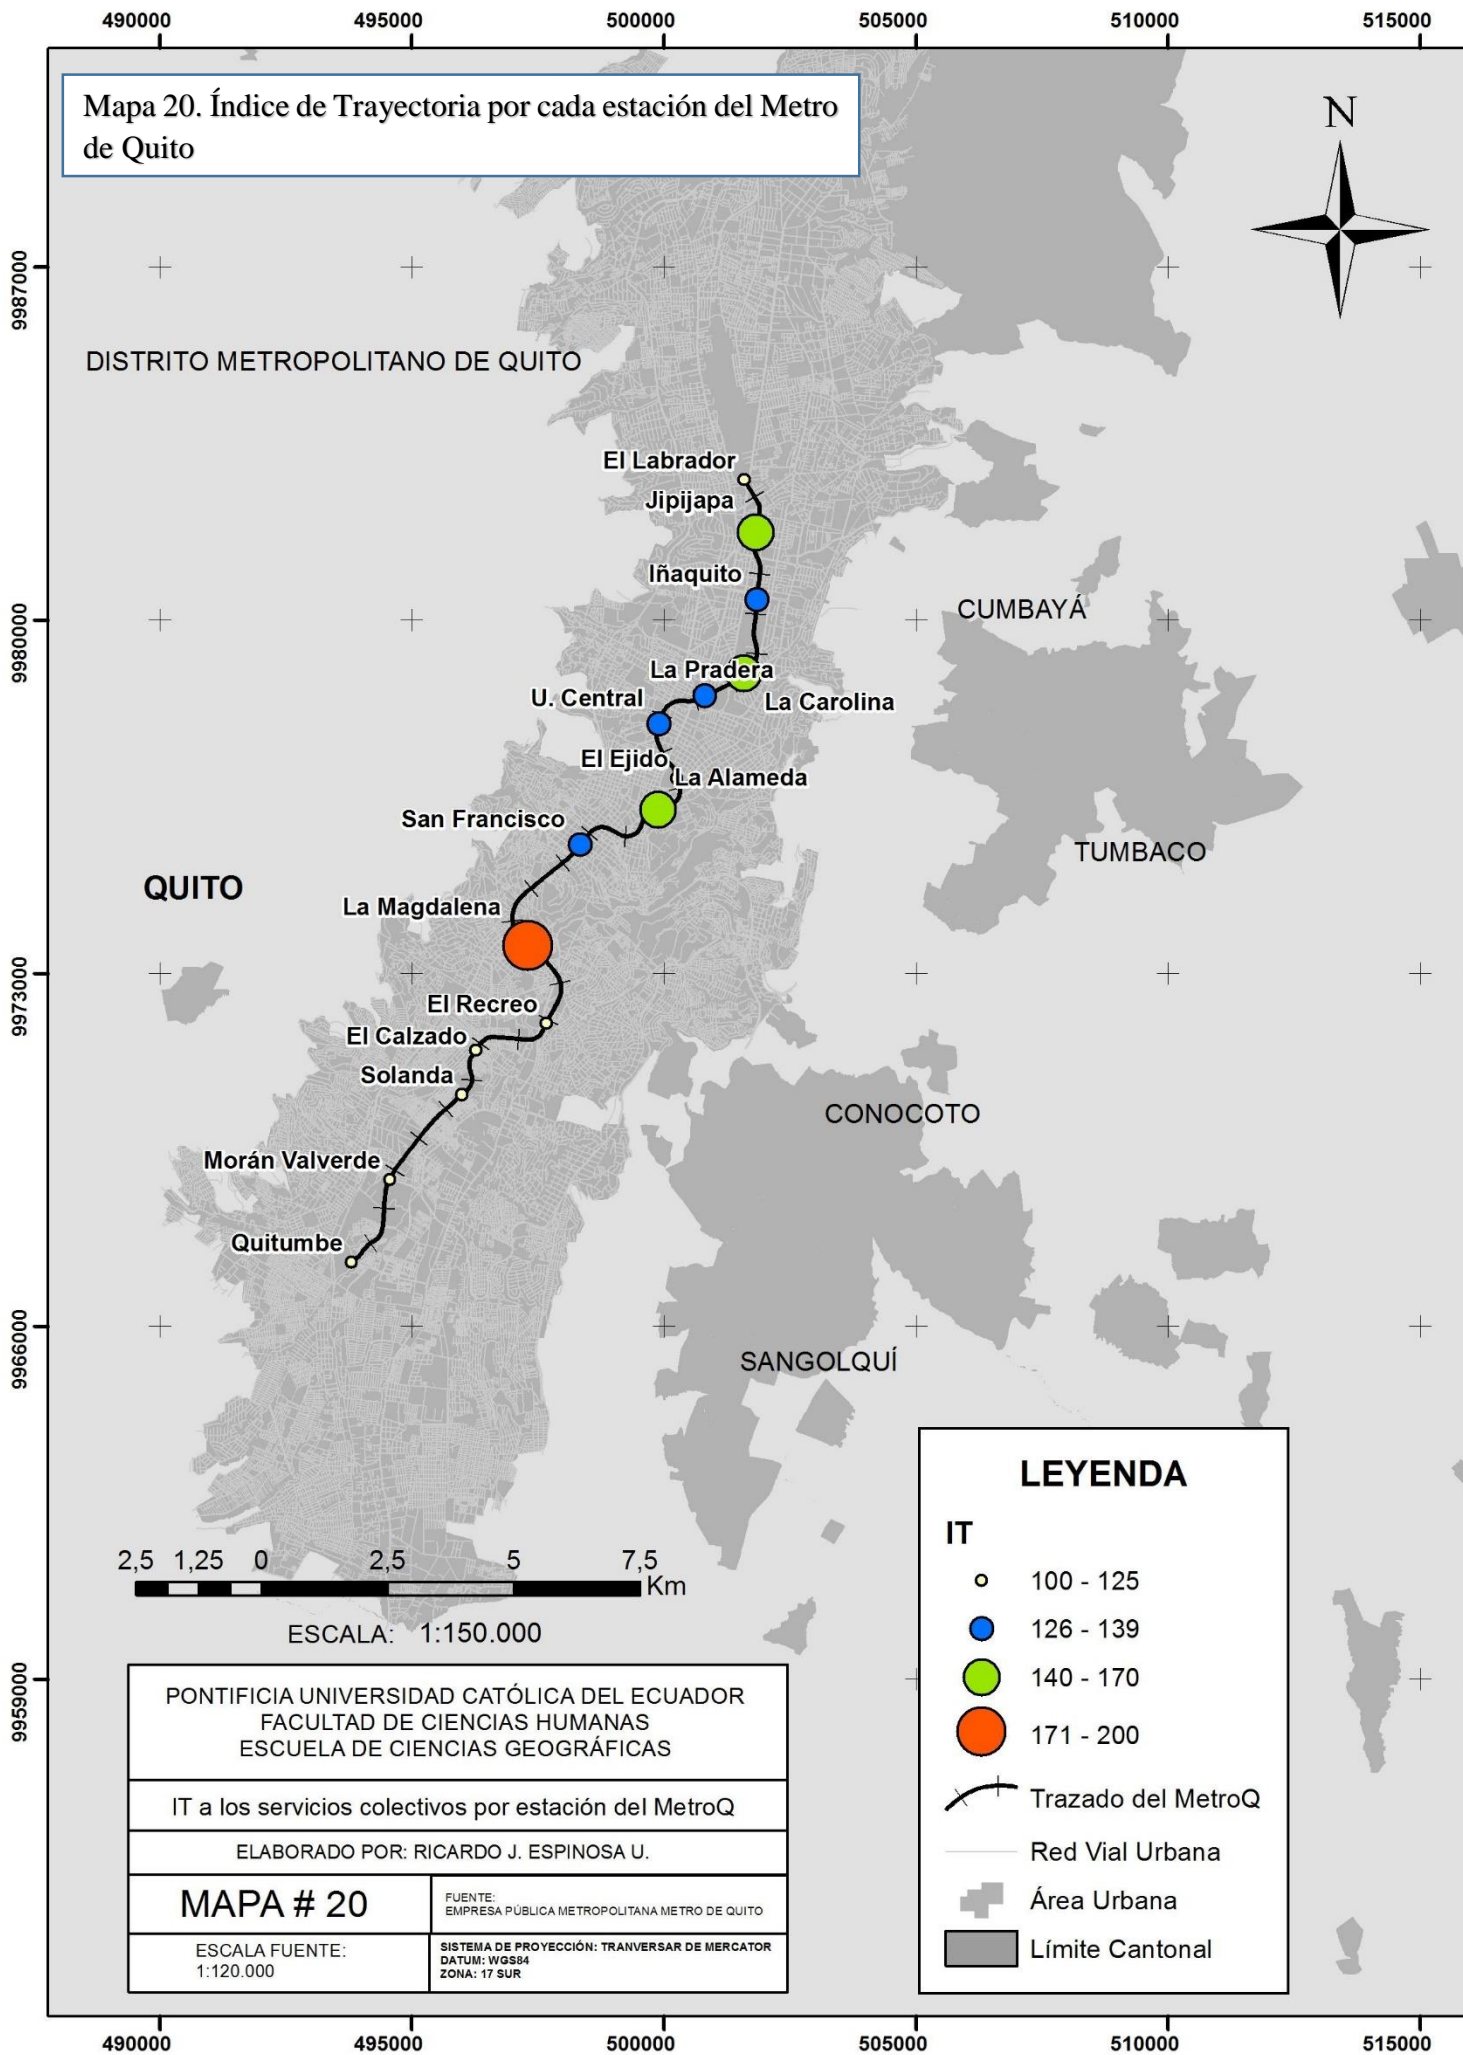 490000
495000
500000
505000
510000
515000
Mapa 20. Índice de Trayectoria por cada estación del Metro
de Quito
N
9987000
DISTRITO METROPOLITANO DE QUITO
El Labrador
Jipijapa
Iñaquito
CUMBAYÁ
9980000
La Pradera
U. Central
La Carolina
El Ejido
La Alameda
San Francisco
TUMBACO
QUITO
La Magdalena
9973000
El Recreo
El Calzado
Solanda
CONOCOTO
Morán Valverde
Quitumbe
9966000
SANGOLQUÍ
2,5 1,25 0 2,5 5 7,5
Km
ESCALA: 1:150.000
9959000
PONTIFICIA UNIVERSIDAD CATÓLICA DEL ECUADOR
FACULTAD DE CIENCIAS HUMANAS
ESCUELA DE CIENCIAS GEOGRÁFICAS
IT a los servicios colectivos por estación del MetroQ
ELABORADO POR: RICARDO J. ESPINOSA U.
MAPA # 20
FUENTE:
EMPRESA PÚBLICA METROPOLITANA METRO DE QUITO
ESCALA FUENTE:
1:120.000
SISTEMA DE PROYECCIÓN: TRANVERSAR DE MERCATOR
DATUM: WGS84
ZONA: 17 SUR
LEYENDA
IT
100 - 125
126 - 139
140 - 170
171 - 200
Trazado del MetroQ
Red Vial Urbana
Área Urbana
Límite Cantonal
490000
495000
500000
505000
510000
515000